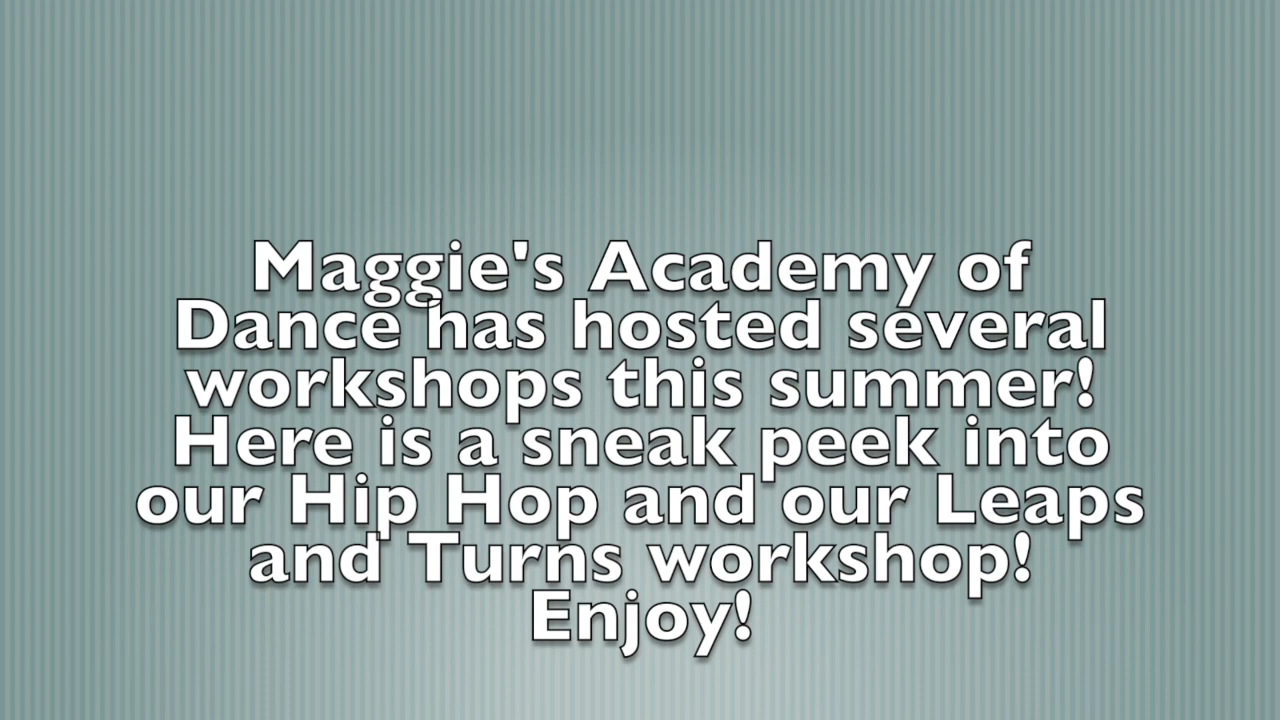 Maggie's Academy of
Dance has hosted several
workshops this summer!
Here is a sneak peek into
our Hip Hop and our Leaps
and Turns workshop!
Enjoy!